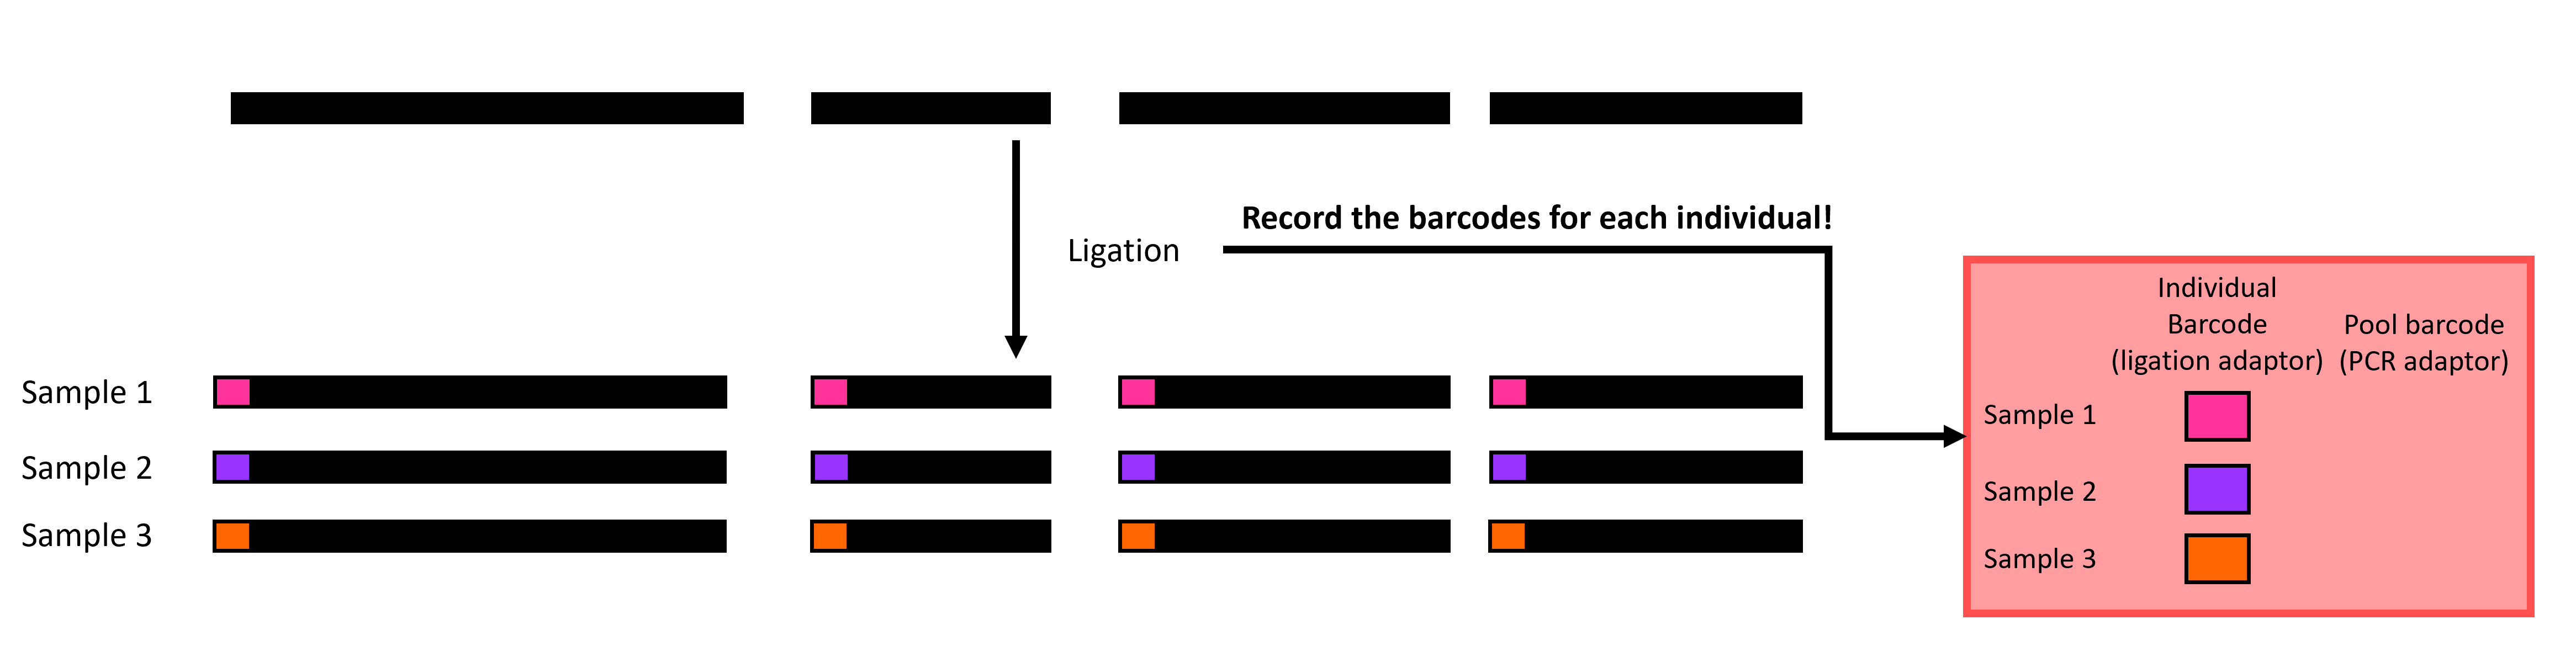 Record the barcodes for each individual!
Ligation
Sample 1
Sample 2
Sample 3
Individual
Barcode
(ligation adaptor)
Pool barcode
(PCR adaptor)
Sample 1
Sample 2
Sample 3